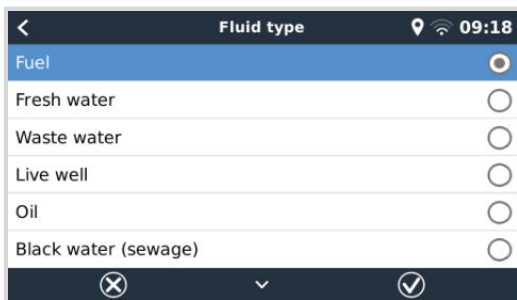 Fluid type 09:18
Fuel
Fresh water
Waste water
Live well
Oil
Black water (sewage)